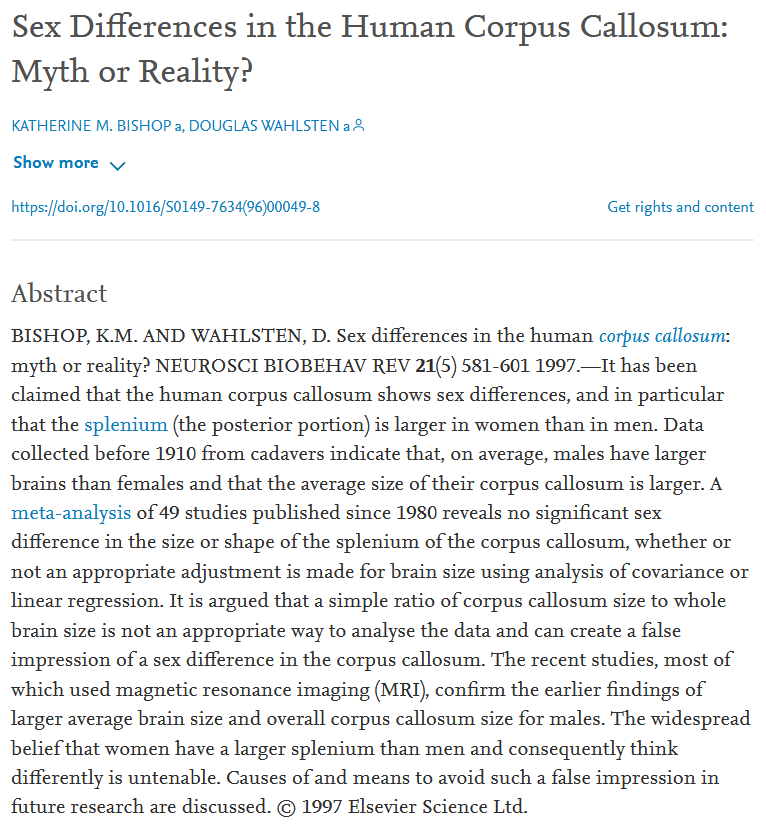 Sex Differences in the Human Corpus Callosum:
Myth or Reality?
KATHERINE M. BISHOP a, DOUGLAS WAHLSTEN a
Show more
https://doi.org/10.1016/S0149-7634(96)00049-8
Get rights and content
Abstract
BISHOP, K.M. AND WAHLSTEN, D. Sex differences in the human corpus callosum:
myth or reality? NEUROSCI BIOBEHAV REV 21(5) 581-601 1997.—It has been
claimed that the human corpus callosum shows sex differences, and in particular
that the splenium (the posterior portion) is larger in women than in men. Data
collected before 1910 from cadavers indicate that, on average, males have larger
brains than females and that the average size of their corpus callosum is larger. A
meta-analysis of 49 studies published since 1980 reveals no significant sex
difference in the size or shape of the splenium of the corpus callosum, whether or
not an appropriate adjustment is made for brain size using analysis of covariance or
linear regression. It is argued that a simple ratio of corpus callosum size to whole
brain size is not an appropriate way to analyse the data and can create a false
impression of a sex difference in the corpus callosum. The recent studies, most of
which used magnetic resonance imaging (MRI), confirm the earlier findings of
larger average brain size and overall corpus callosum size for males. The widespread
belief that women have a larger splenium than men and consequently think
differently is untenable. Causes of and means to avoid such a false impression in
future research are discussed. © 1997 Elsevier Science Ltd.